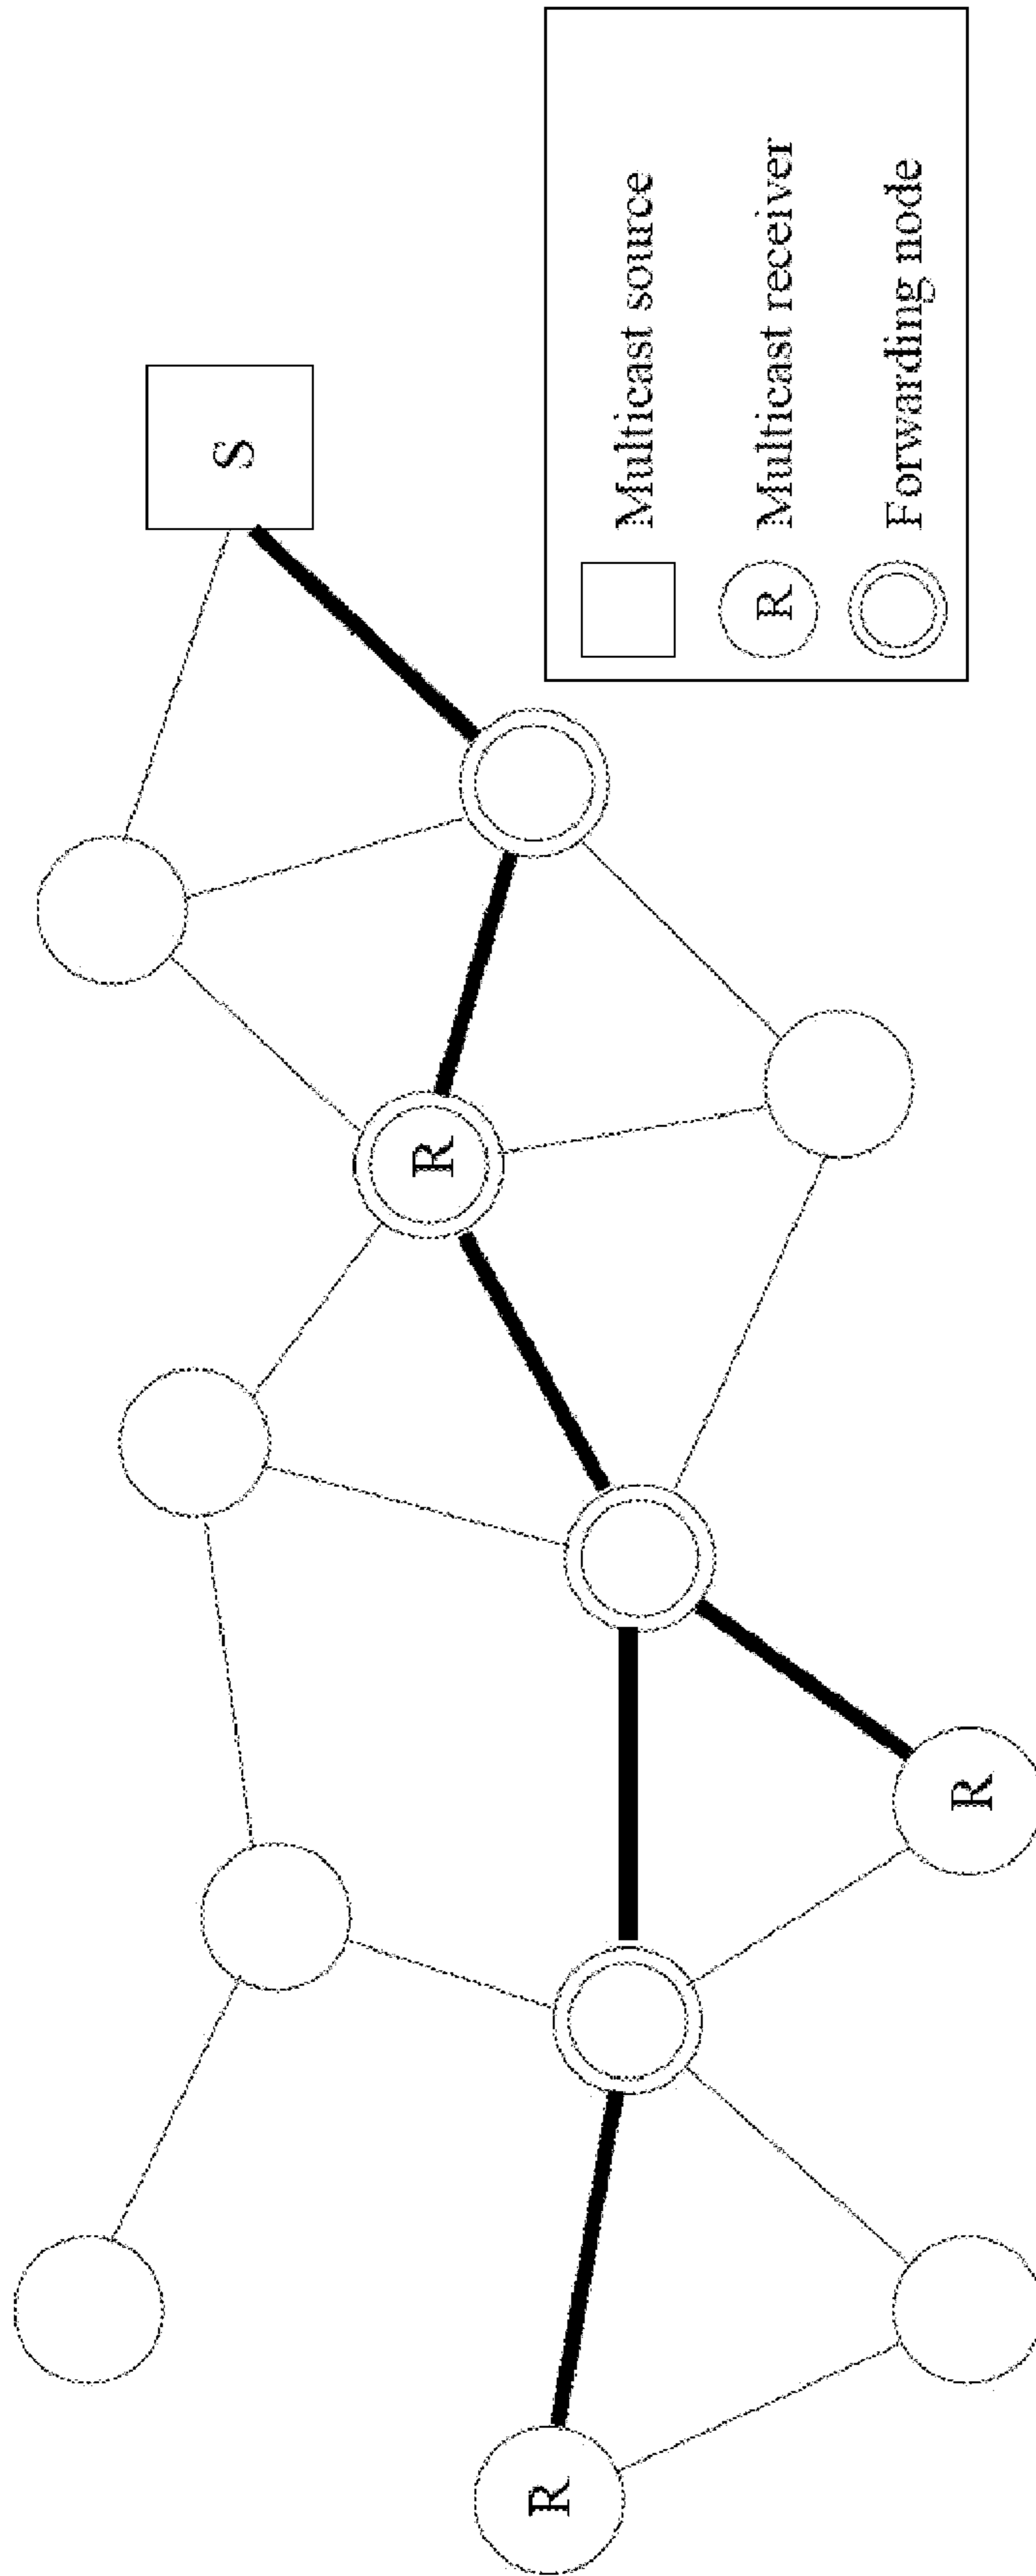 S
R
R
R
Multicast source
R Multicast receiver
Forwarding node